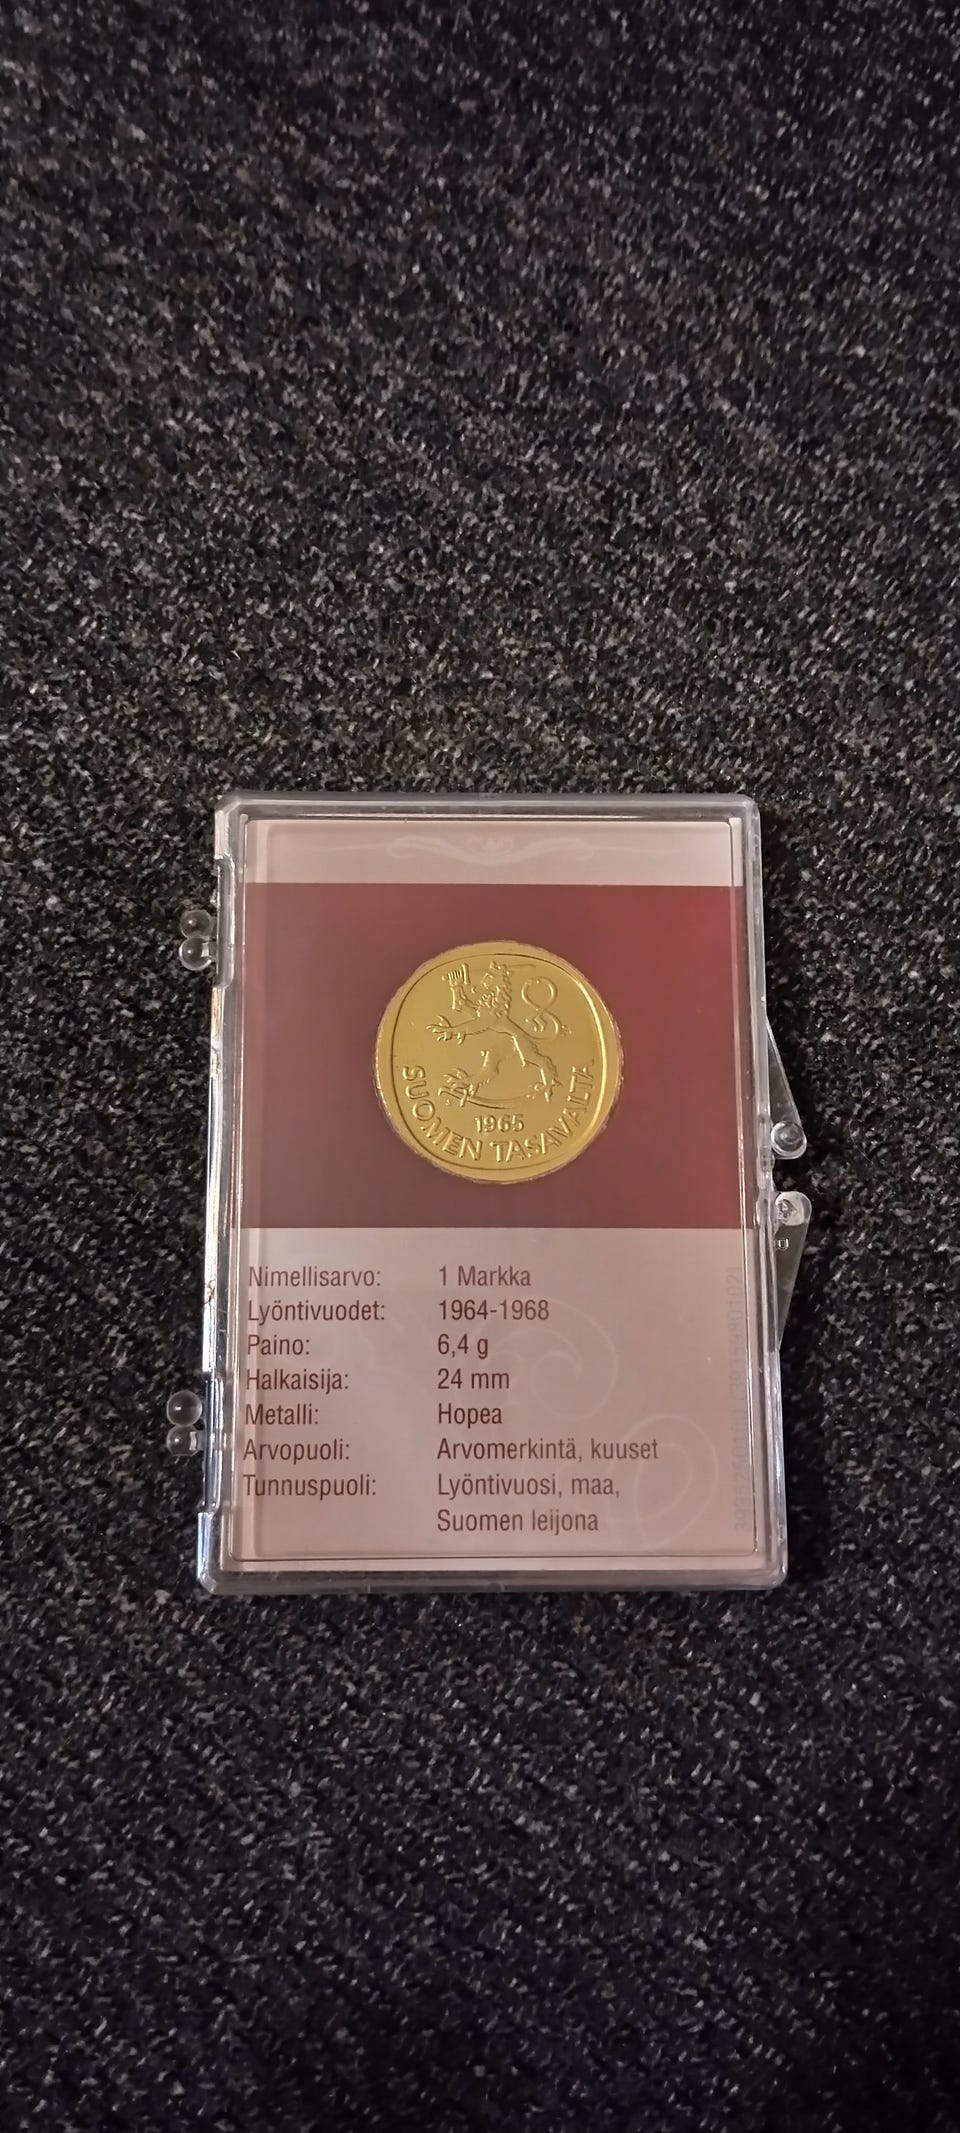 1965
SUOMEN TASAVALTA
Nimellisarvo: 1 Markka
Lyöntivuodet: 1964-1968
Paino: 6,4 g
Halkaisija: 24 mm
Metalli: Hopea
Arvopuoli: Arvomerkintä, kuuset
Tunnuspuoli: Lyöntivuosi, maa,
Suomen leijona